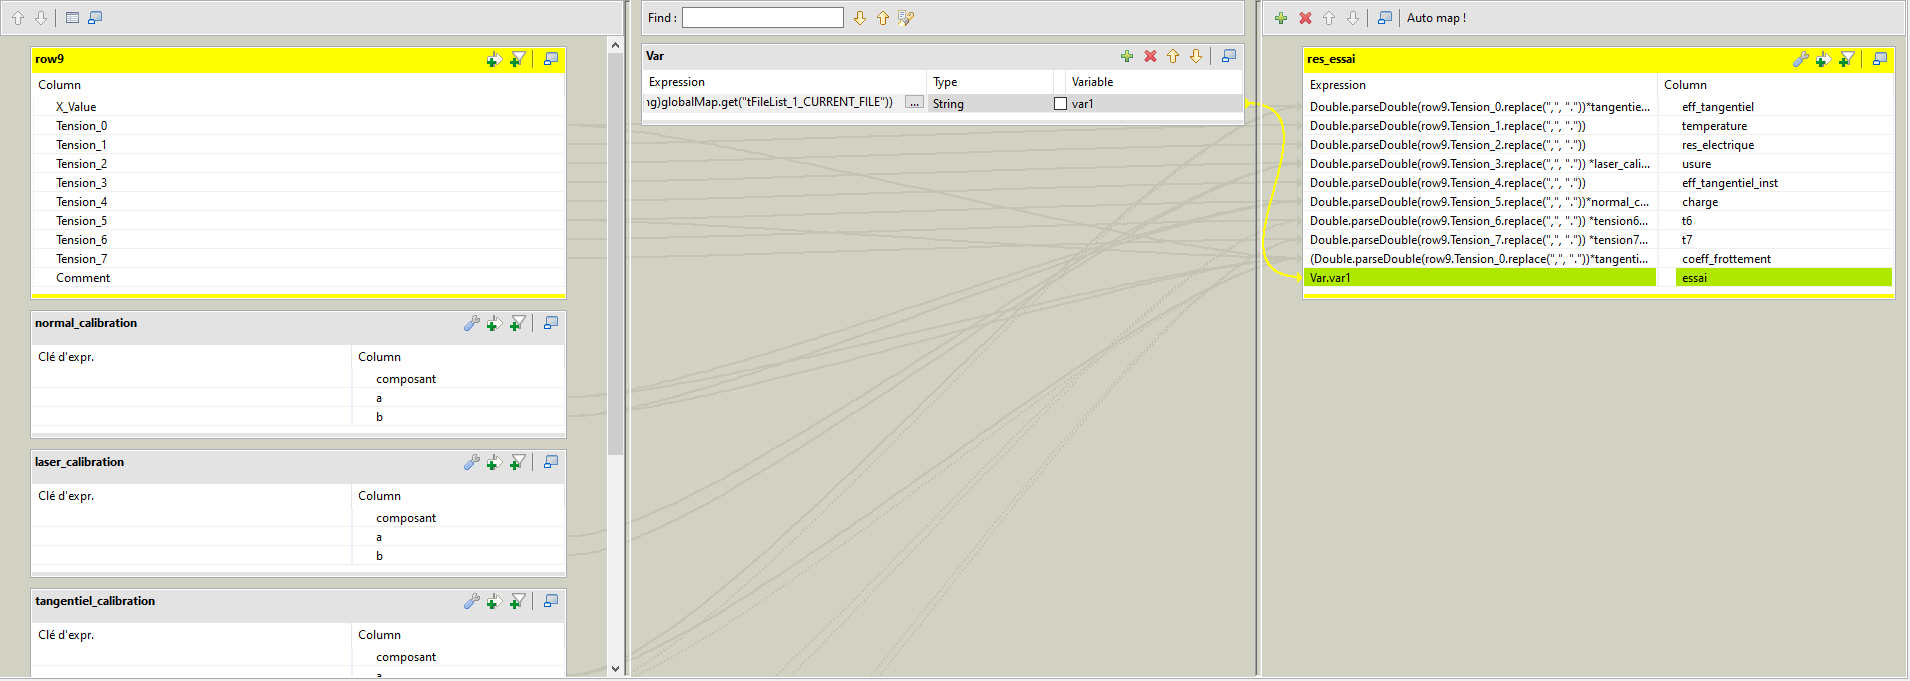 row9
Column
X_Value
Tension_0
Tension_1
Tension_2
Tension_3
Tension_4
Tension_5
Tension_6
Tension_7
Comment
normal_calibration
Clé d'expr. Column
composant
a
b
laser_calibration
Clé d'expr. Column
composant
a
b
tangentiel_calibration
Clé d'expr. Column
composant
a
Find :
Var
Expression Type Variable
ıg)globalMap.get("tFileList_1_CURRENT_FILE")) ... String var1
Auto map !
res_essai
Expression Column
Double.parseDouble(row9.Tension_0.replace(",", "."))*tangentie... eff_tangentiel
Double.parseDouble(row9.Tension_1.replace(",", ".")) temperature
Double.parseDouble(row9.Tension_2.replace(",", ".")) res_electrique
Double.parseDouble(row9.Tension_3.replace(",", ".")) *laser_cali... usure
Double.parseDouble(row9.Tension_4.replace(",", ".")) eff_tangentiel_inst
Double.parseDouble(row9.Tension_5.replace(",", "."))*normal_c... charge
Double.parseDouble(row9.Tension_6.replace(",", ".")) *tension6... t6
Double.parseDouble(row9.Tension_7.replace(",", ".")) *tension7... t7
(Double.parseDouble(row9.Tension_0.replace(",", "."))*tangenti... coeff_frottement
Var.var1 essai